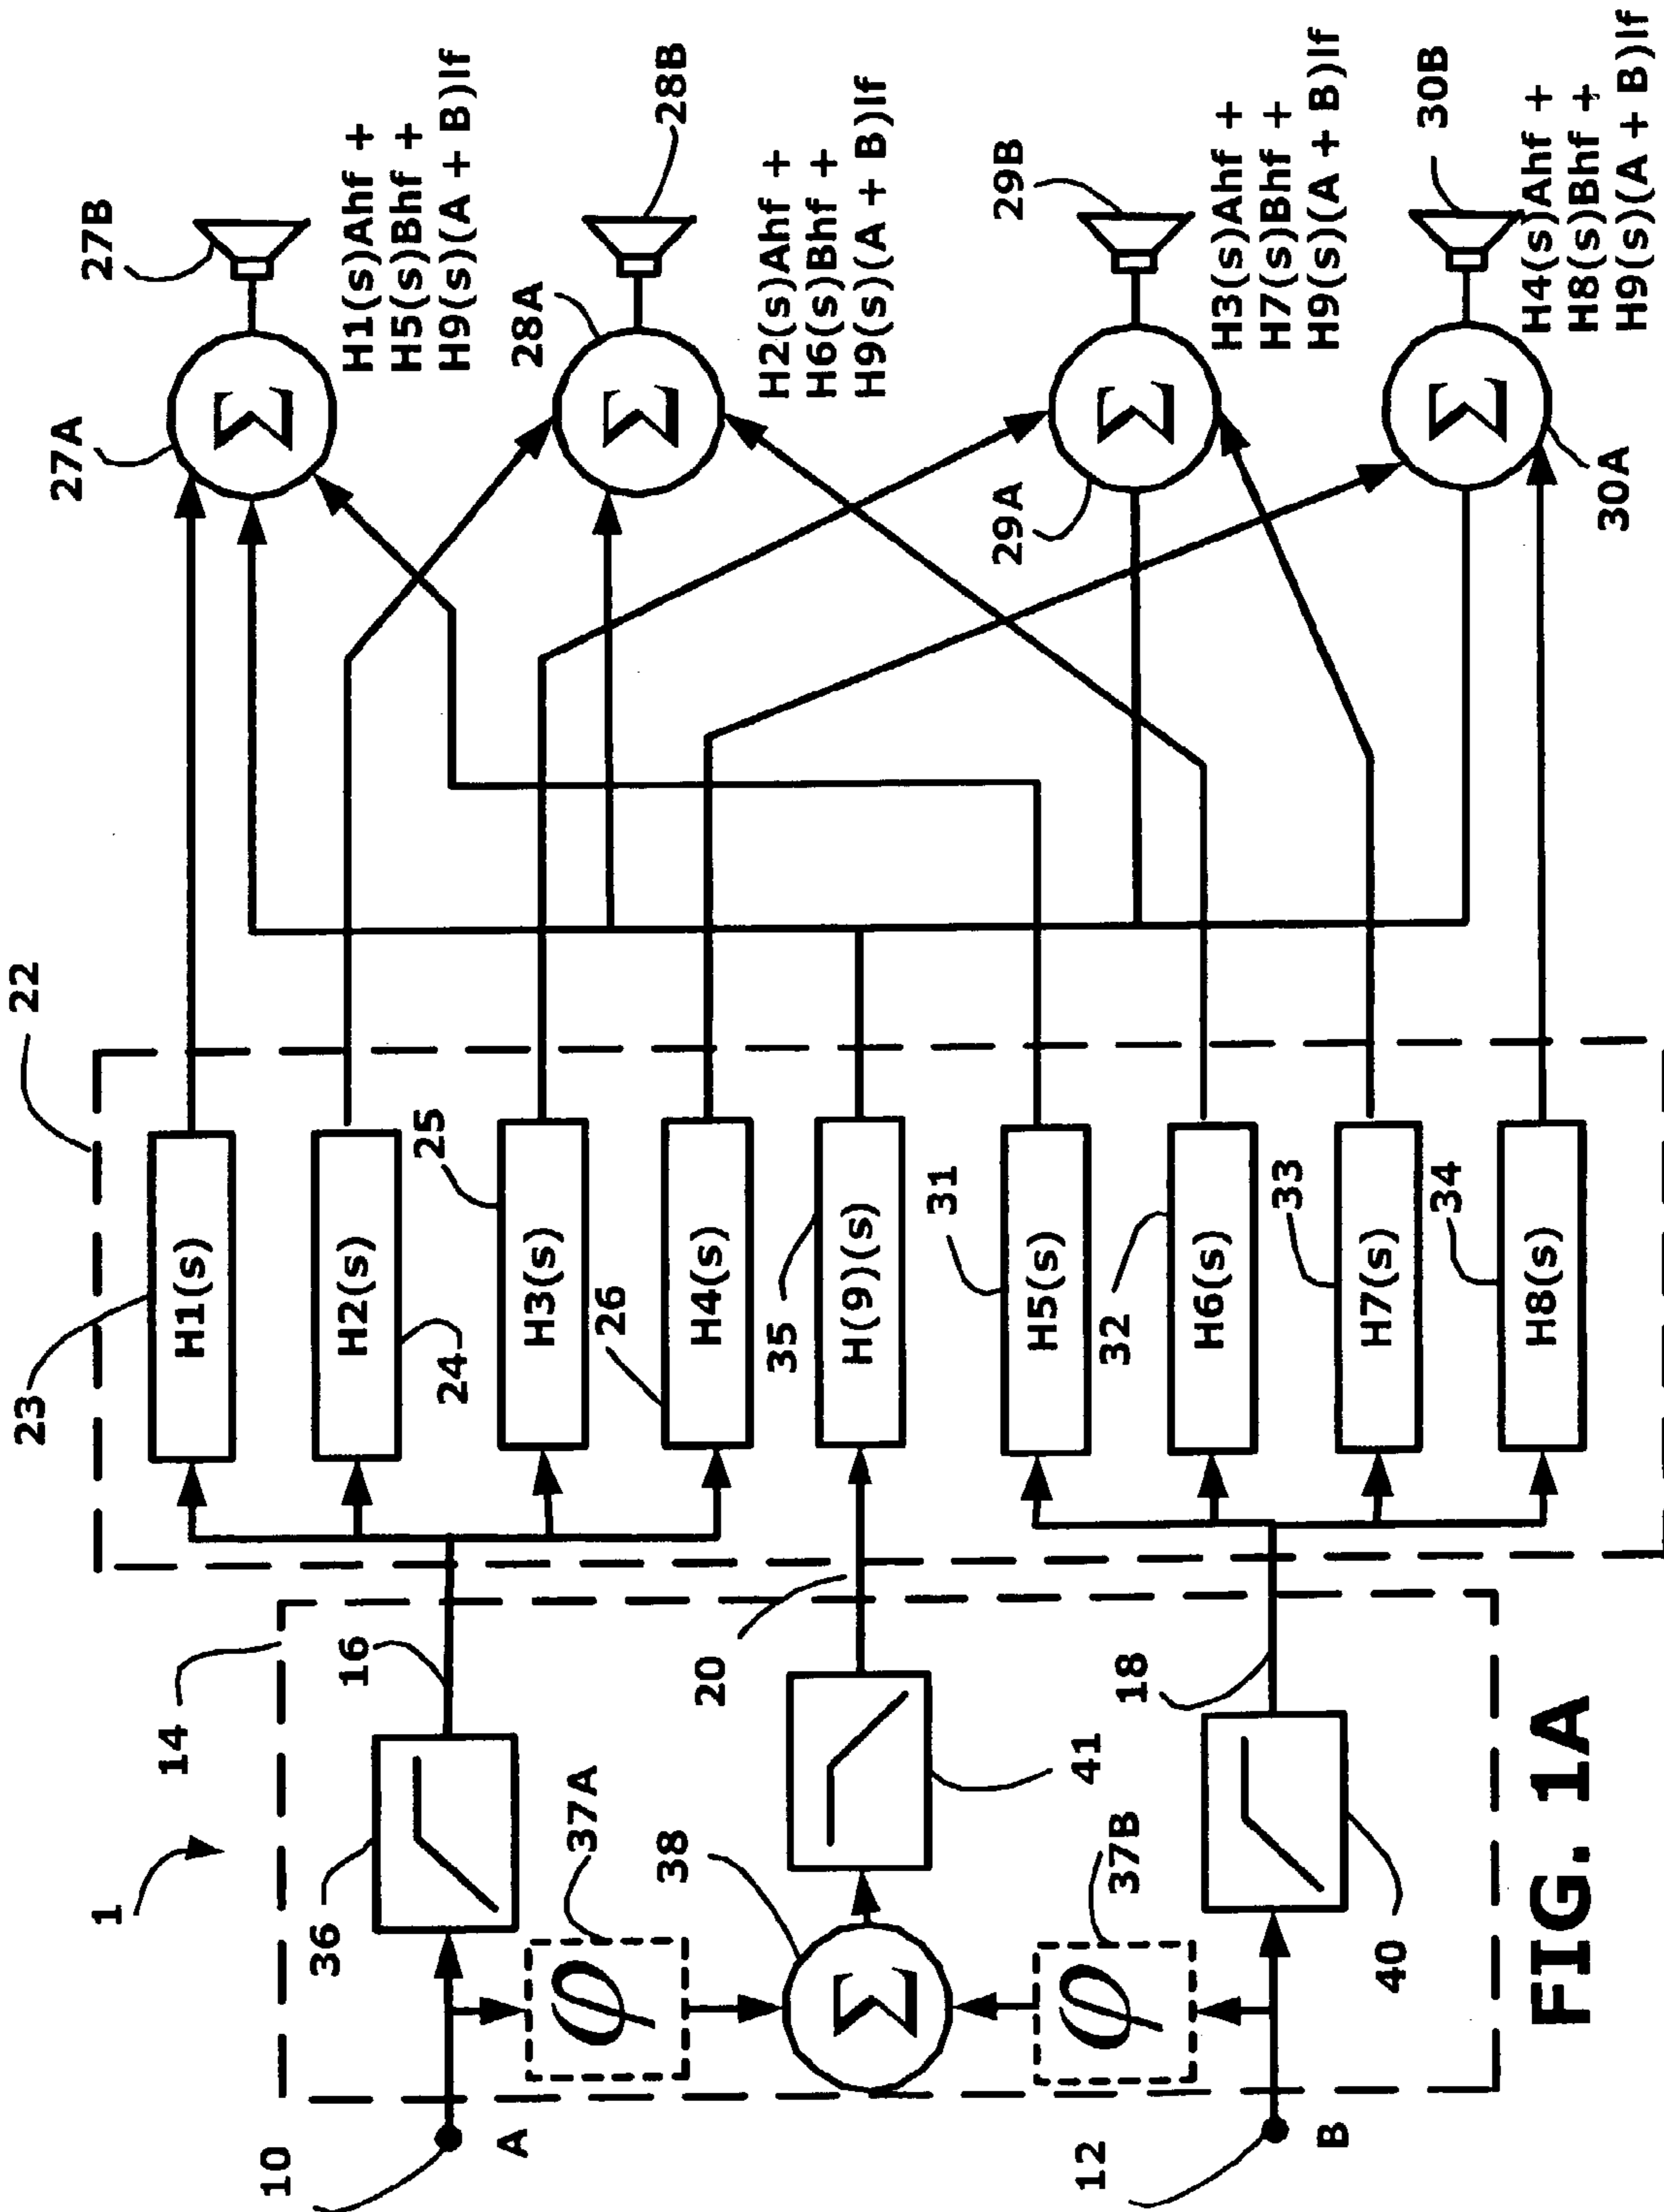 1
14
22
10
A
12
B
36
16
37A
38
37B
40
18
20
41
23
H1(s)
H2(s)
24
H3(s)
25
H4(s)
26
H(9)(s)
35
H5(s)
31
H6(s)
32
H7(s)
33
H8(s)
34
φ
φ
Σ
27A
Σ
27B
H1(s)Ahf +
H5(s)Bhf +
H9(s)(A + B)lf
28A
Σ
28B
H2(s)Ahf +
H6(s)Bhf +
H9(s)(A + B)lf
29A
Σ
29B
H3(s)Ahf +
H7(s)Bhf +
H9(s)(A + B)lf
30A
Σ
30B
H4(s)Ahf +
H8(s)Bhf +
H9(s)(A + B)lf
FIG. 1A